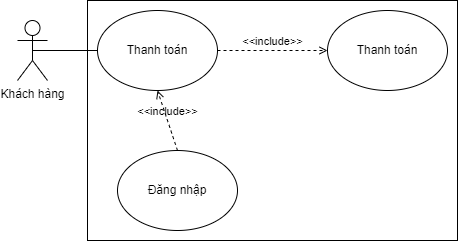 Thanh toán
<<include>>
Thanh toán
Khách hàng
<<include>>
Đăng nhập